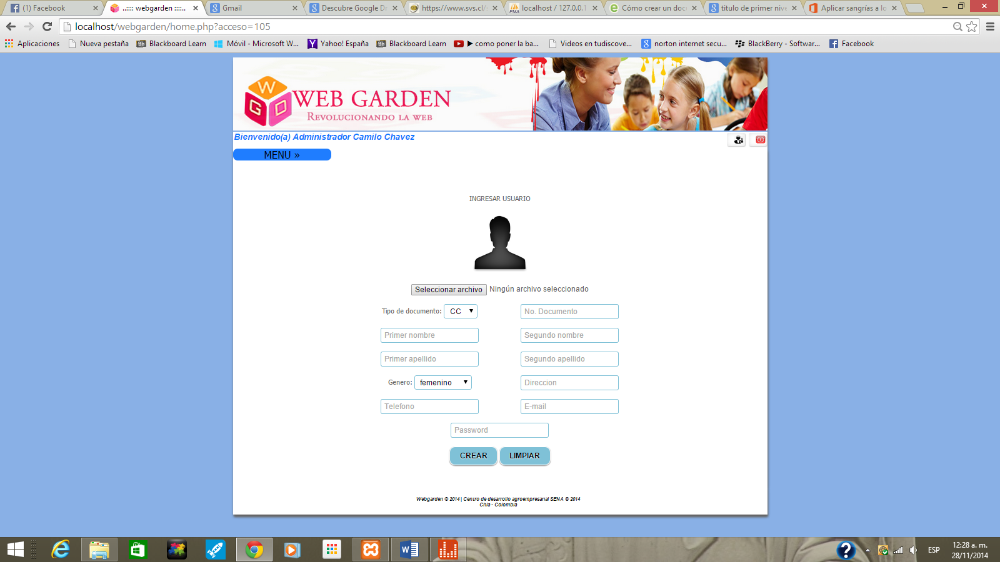 (1) Facebook
..:::: webgarden :::::..
Gmail
Descubre Google Dr
https://www.svs.cl/
localhost / 127.0.0.1
Cómo crear un doc
titulo de primer nive
Aplicar sangrías a lo
localhost/webgarden/home.php?acceso=105
Aplicaciones
Nueva pestaña
Blackboard Learn
Móvil - Microsoft W...
Yahoo! España
Blackboard Learn
como poner la ba...
Videos en tudiscove...
norton internet secu...
BlackBerry - Softwar...
Facebook
W G D
WEB GARDEN
REVOLUCIONANDO LA WEB
Bienvenido(a) Administrador Camilo Chavez
MENU »
INGRESAR USUARIO
Seleccionar archivo Ningún archivo seleccionado
Tipo de documento: CC No. Documento
Primer nombre Segundo nombre
Primer apellido Segundo apellido
Genero: femenino Direccion
Telefono E-mail
Password
CREAR LIMPIAR
Webgarden © 2014 | Centro de desarrollo agroempresarial SENA © 2014
Chía - Colombia
ESP
12:28 a. m.
28/11/2014